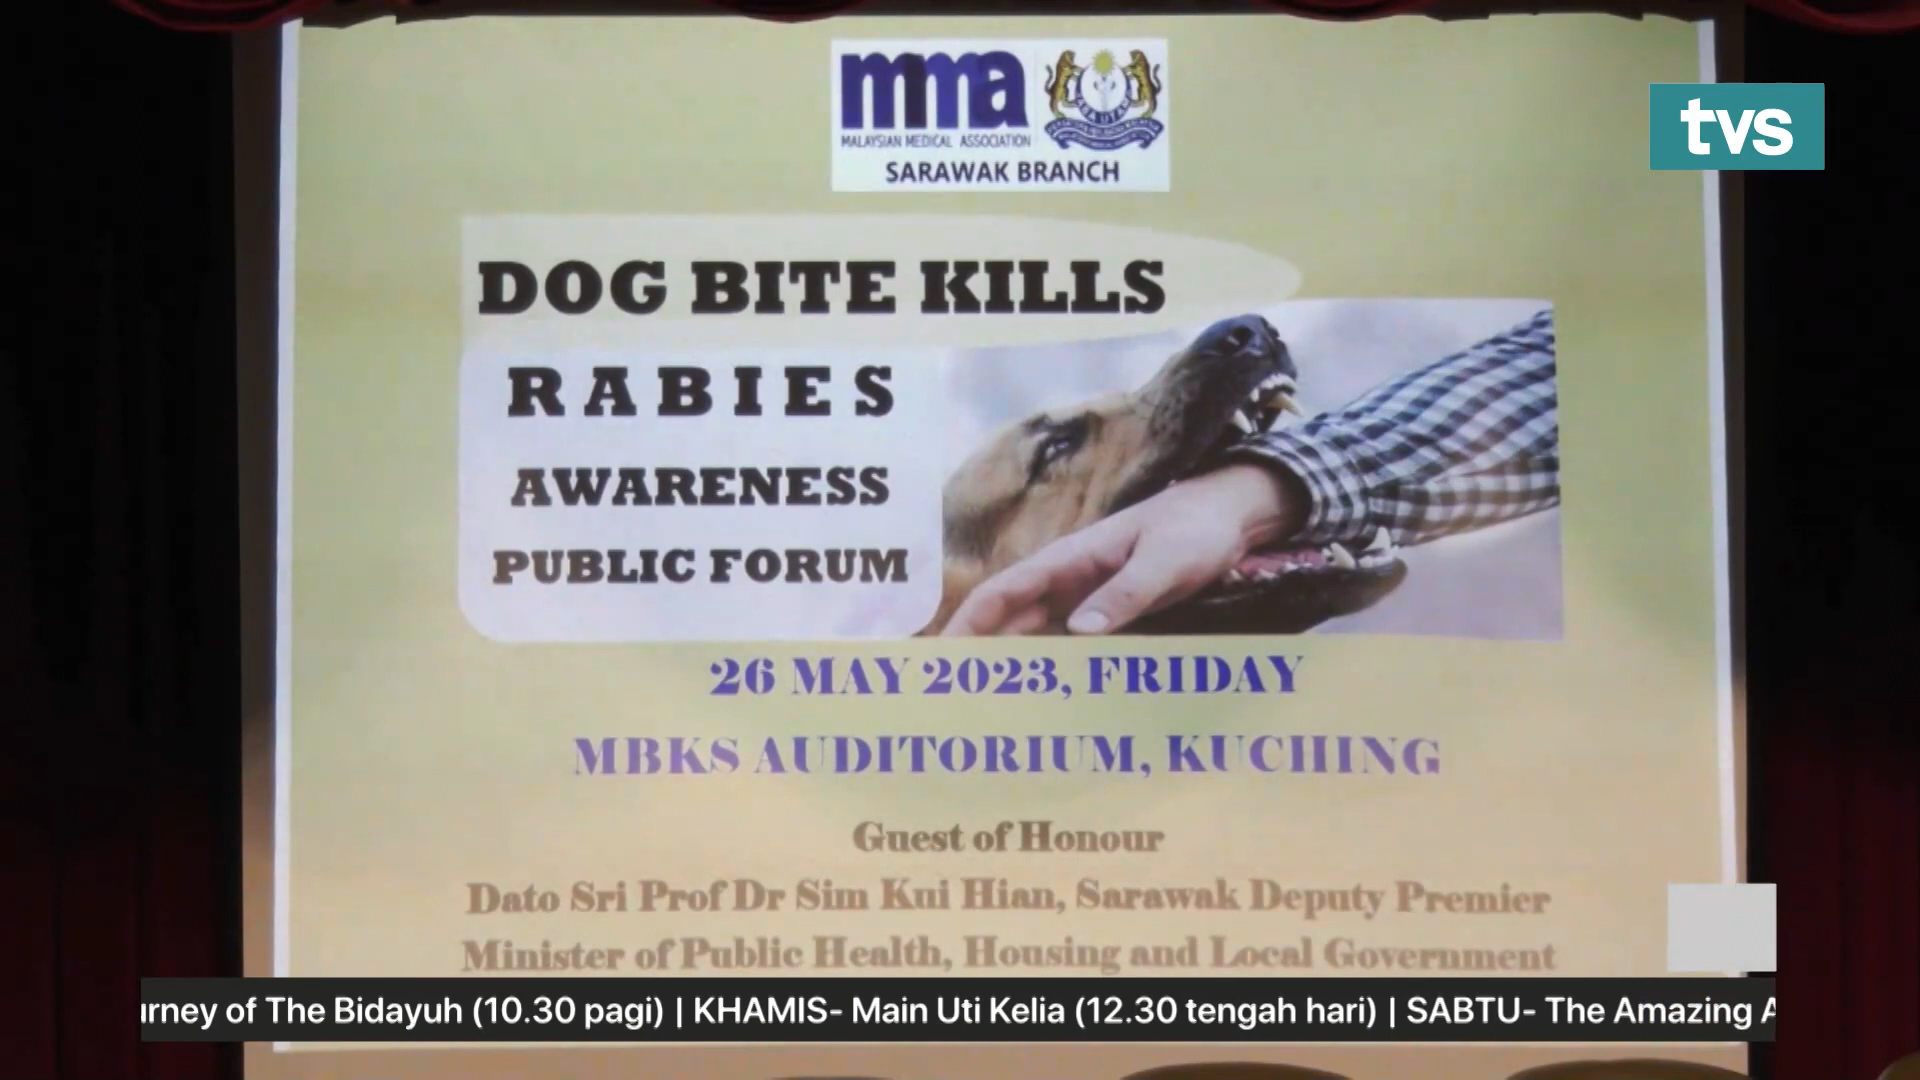 mma
MALAYSIAN MEDICAL ASSOCIATION
SARAWAK BRANCH
tvs
DOG BITE KILLS
RABIES
AWARENESS
PUBLIC FORUM
26 MAY 2023, FRIDAY
MBKS AUDITORIUM, KUCHING
Guest of Honour
Dato Sri Prof Dr Sim Kui Hian, Sarawak Deputy Premier
Minister of Public Health, Housing and Local Government
urney of The Bidayuh (10.30 pagi) | KHAMIS- Main Uti Kelia (12.30 tengah hari) | SABTU- The Amazing A